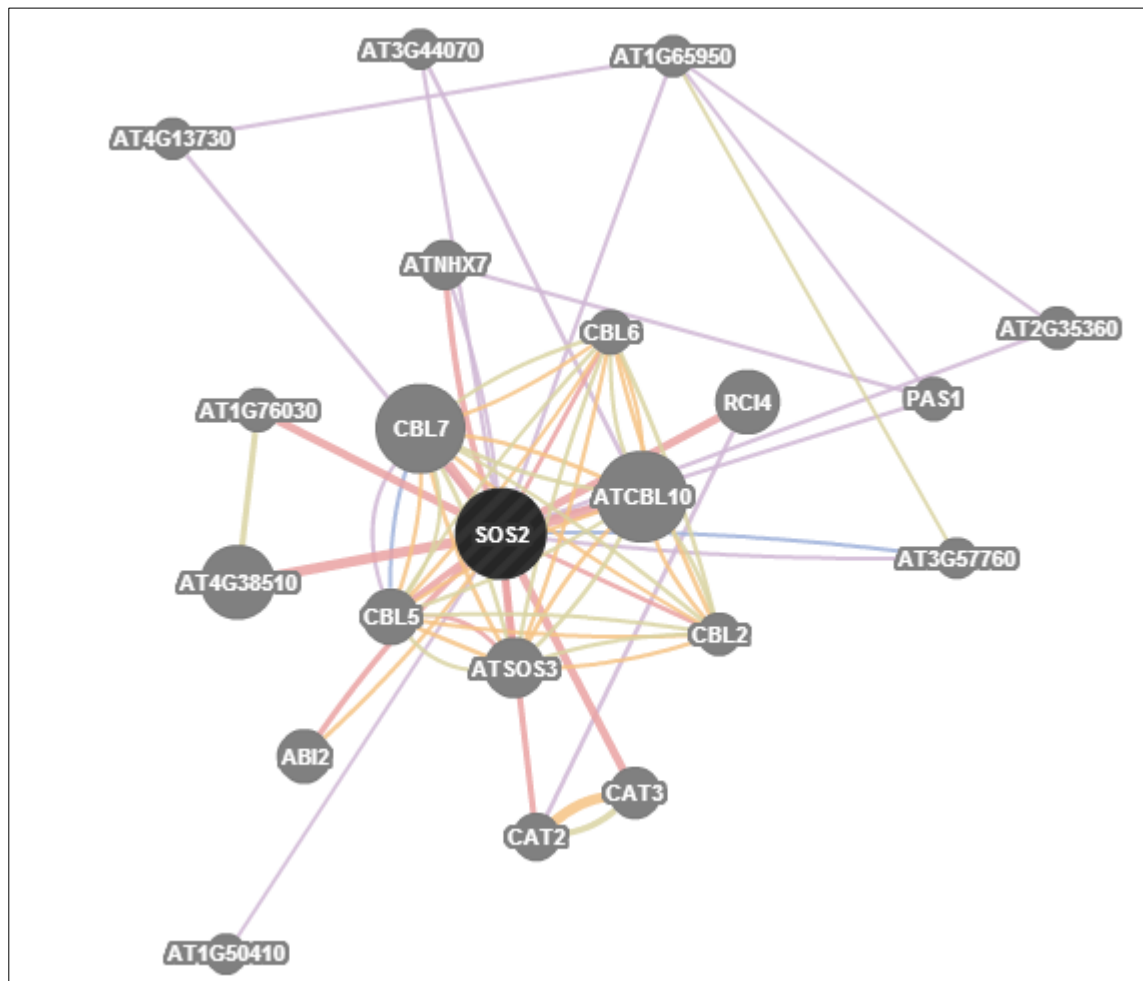 AT3G44070
AT1G65950
AT4G13730
ATNHX7
CBL6
AT2G35360
RCI4
PAS1
AT1G76030
CBL7
ATCBL10
SOS2
AT3G57760
AT4G38510
CBL5
CBL2
ATSOS3
ABI2
CAT3
CAT2
AT1G50410